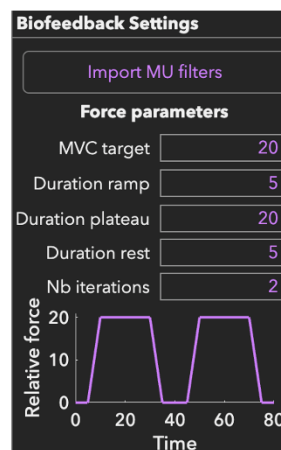 Biofeedback Settings
Import MU filters
Force parameters
MVC target 20
Duration ramp 5
Duration plateau 20
Duration rest 5
Nb iterations 2
Relative force
20
10
0
0 20 40 60 80
Time